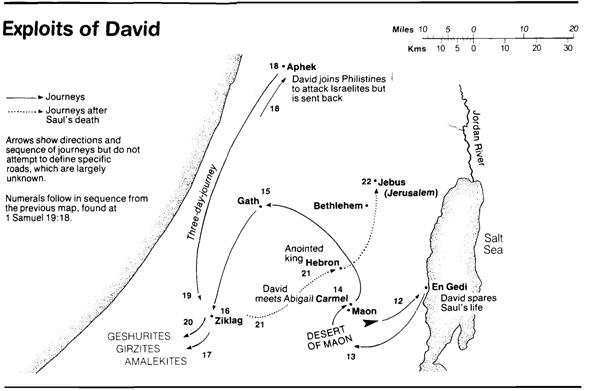 Exploits of David
Miles 10 5 0 10 20
Kms 10 5 0 10 20 30
Journeys
Journeys after
Saul's death
Arrows show directions and
sequence of journeys but do not
attempt to define specific
roads, which are largely
unknown.
Numerals follow in sequence from
the previous map, found at
1 Samuel 19:18.
18 Aphek
David joins Philistines
to attack Israelites but
is sent back
18
Three-day-journey
Jordan River
15
Gath
22 Jebus
(Jerusalem)
Bethlehem
Salt
Sea
Anointed
king Hebron
21
David 14
meets Abigail Carmel
Maon
12
En Gedi
David spares
Saul's life
DESERT
OF MAON
13
19
16
20 Ziklag
21
17
GESHURITES
GIRZITES
AMALEKITES